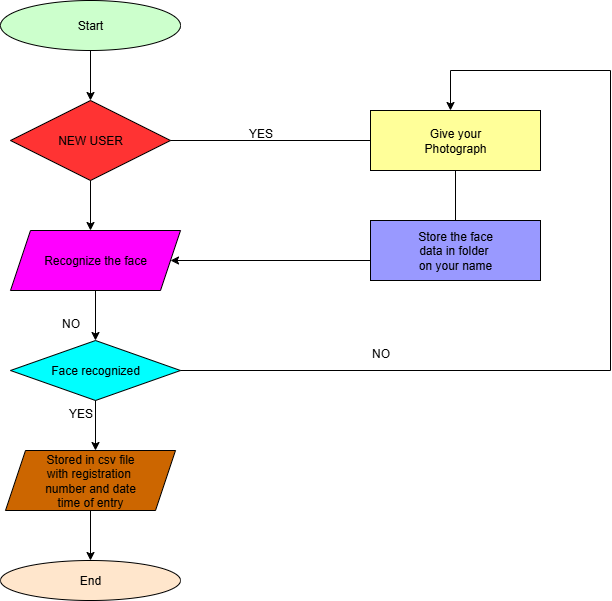 Start
NEW USER
YES
Give your
Photograph
Recognize the face
Store the face
data in folder
on your name
NO
Face recognized
NO
YES
Stored in csv file
with registration
number and date
time of entry
End